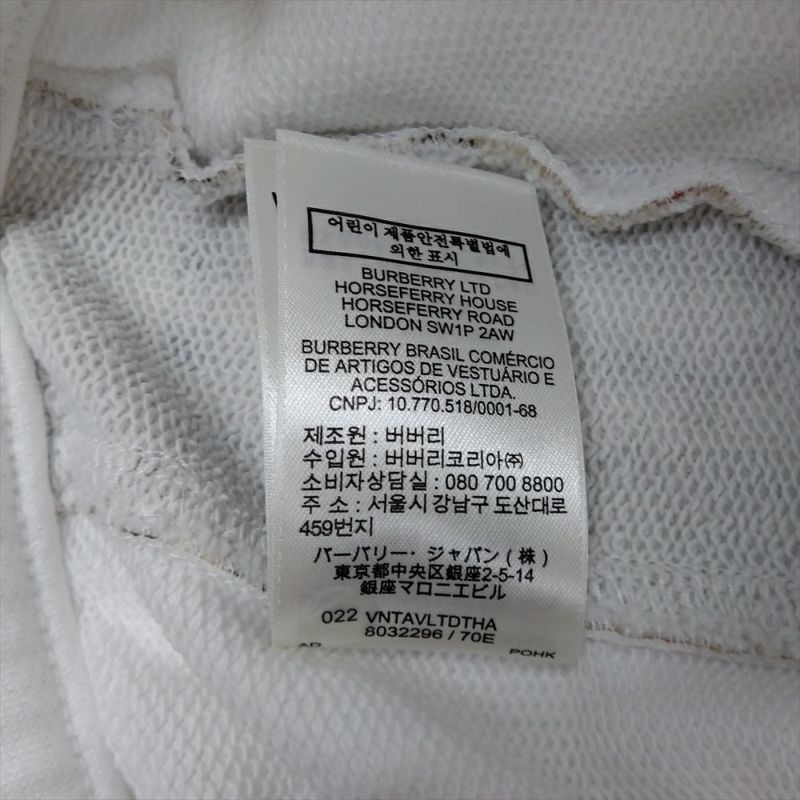 어린이 제품안전특별법에
의한 표시
BURBERRY LTD
HORSEFERRY HOUSE
HORSEFERRY ROAD
LONDON SW1P 2AW
BURBERRY BRASIL COMÉRCIO
DE ARTIGOS DE VESTUÁRIO E
ACESSÓRIOS LTDA.
CNPJ: 10.770.518/0001-68
제조원 : 버버리
수입원 : 버버리코리아㈜
소비자상담실 : 080 700 8800
주 소 : 서울시 강남구 도산대로
459번지
バーバリー・ジャパン(株)
東京都中央区銀座2-5-14
銀座マロニエビル
022 VNTAVLTDTHA
8032296 / 70E
POHK